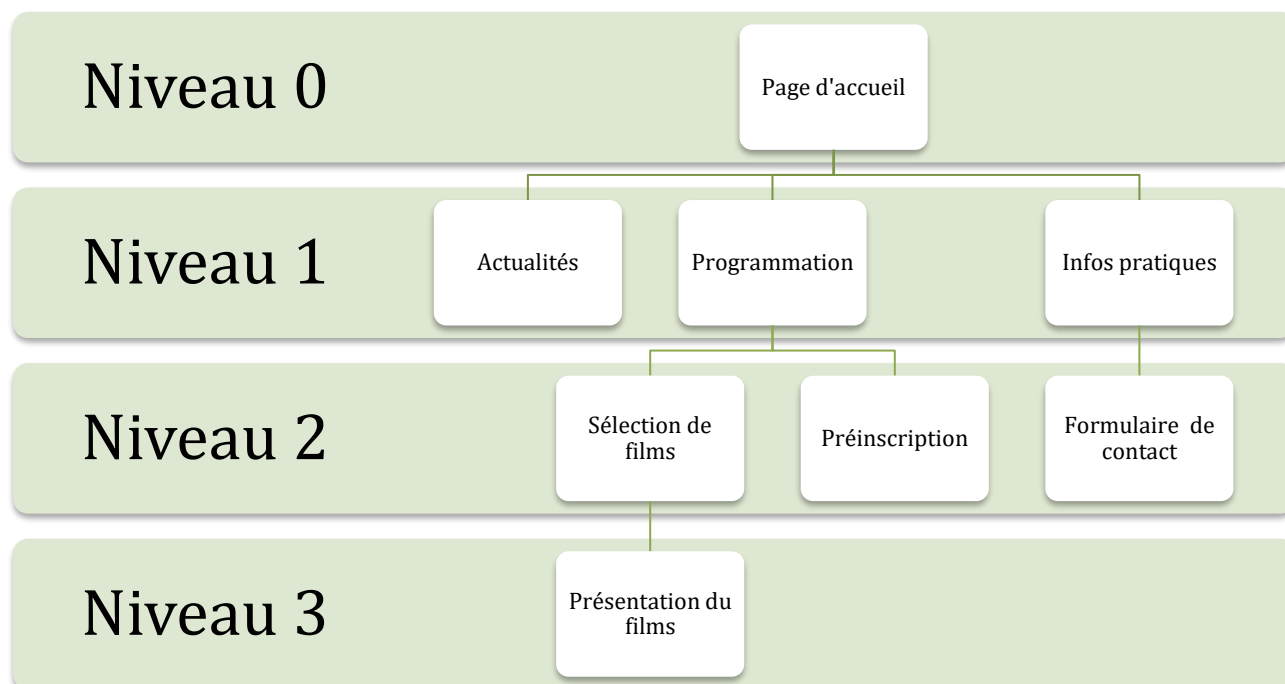 Niveau 0
Page d'accueil
Niveau 1
Actualités
Programmation
Infos pratiques
Niveau 2
Sélection de
films
Préinscription
Formulaire de
contact
Niveau 3
Présentation du
films